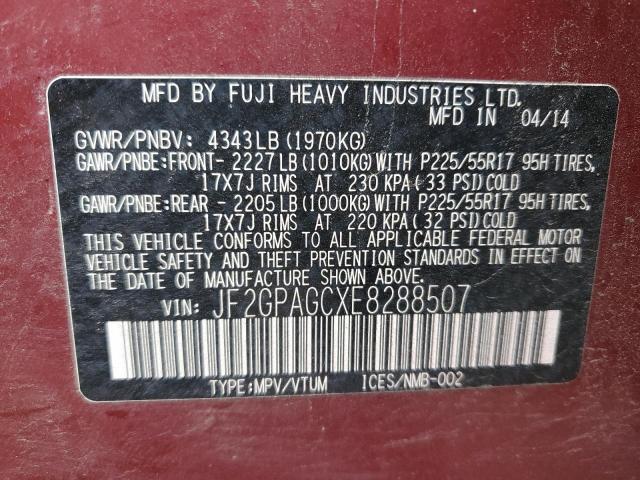 MFD BY FUJI HEAVY INDUSTRIES LTD.
MFD IN 04/14
GVWR/PNBV: 4343LB (1970KG)
GAWR/PNBE:FRONT- 2227 LB (1010KG) WITH P225/55R17 95H TIRES,
17X7J RIMS AT 230 KPA (33 PSI) COLD
GAWR/PNBE:REAR - 2205 LB (1000KG) WITH P225/55R17 95H TIRES,
17X7J RIMS AT 220 KPA (32 PSI) COLD
THIS VEHICLE CONFORMS TO ALL APPLICABLE FEDERAL MOTOR
VEHICLE SAFETY AND THEFT PREVENTION STANDARDS IN EFFECT ON
THE DATE OF MANUFACTURE SHOWN ABOVE.
VIN: JF2GPAGCXE8288507
TYPE:MPV/VTUM ICES/NMB-002